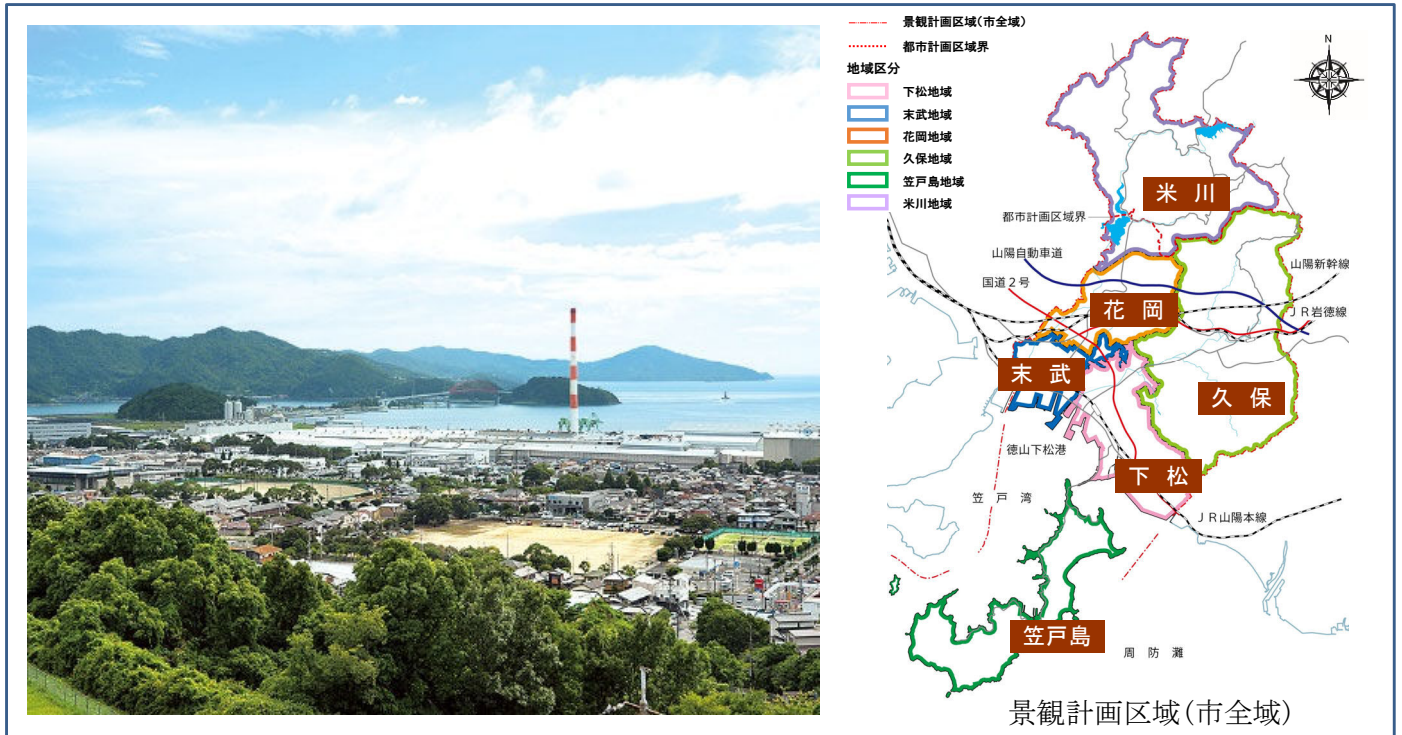 景観計画区域(市全域)
都市計画区域界
地域区分
下松地域
末武地域
花岡地域
久保地域
笠戸島地域
米川地域
N
米川
都市計画区域界
山陽自動車道
山陽新幹線
国道2号
花岡
JR岩徳線
末武
久保
徳山下松港
下松
笠戸湾
JR山陽本線
笠戸島
周防灘
景観計画区域(市全域)